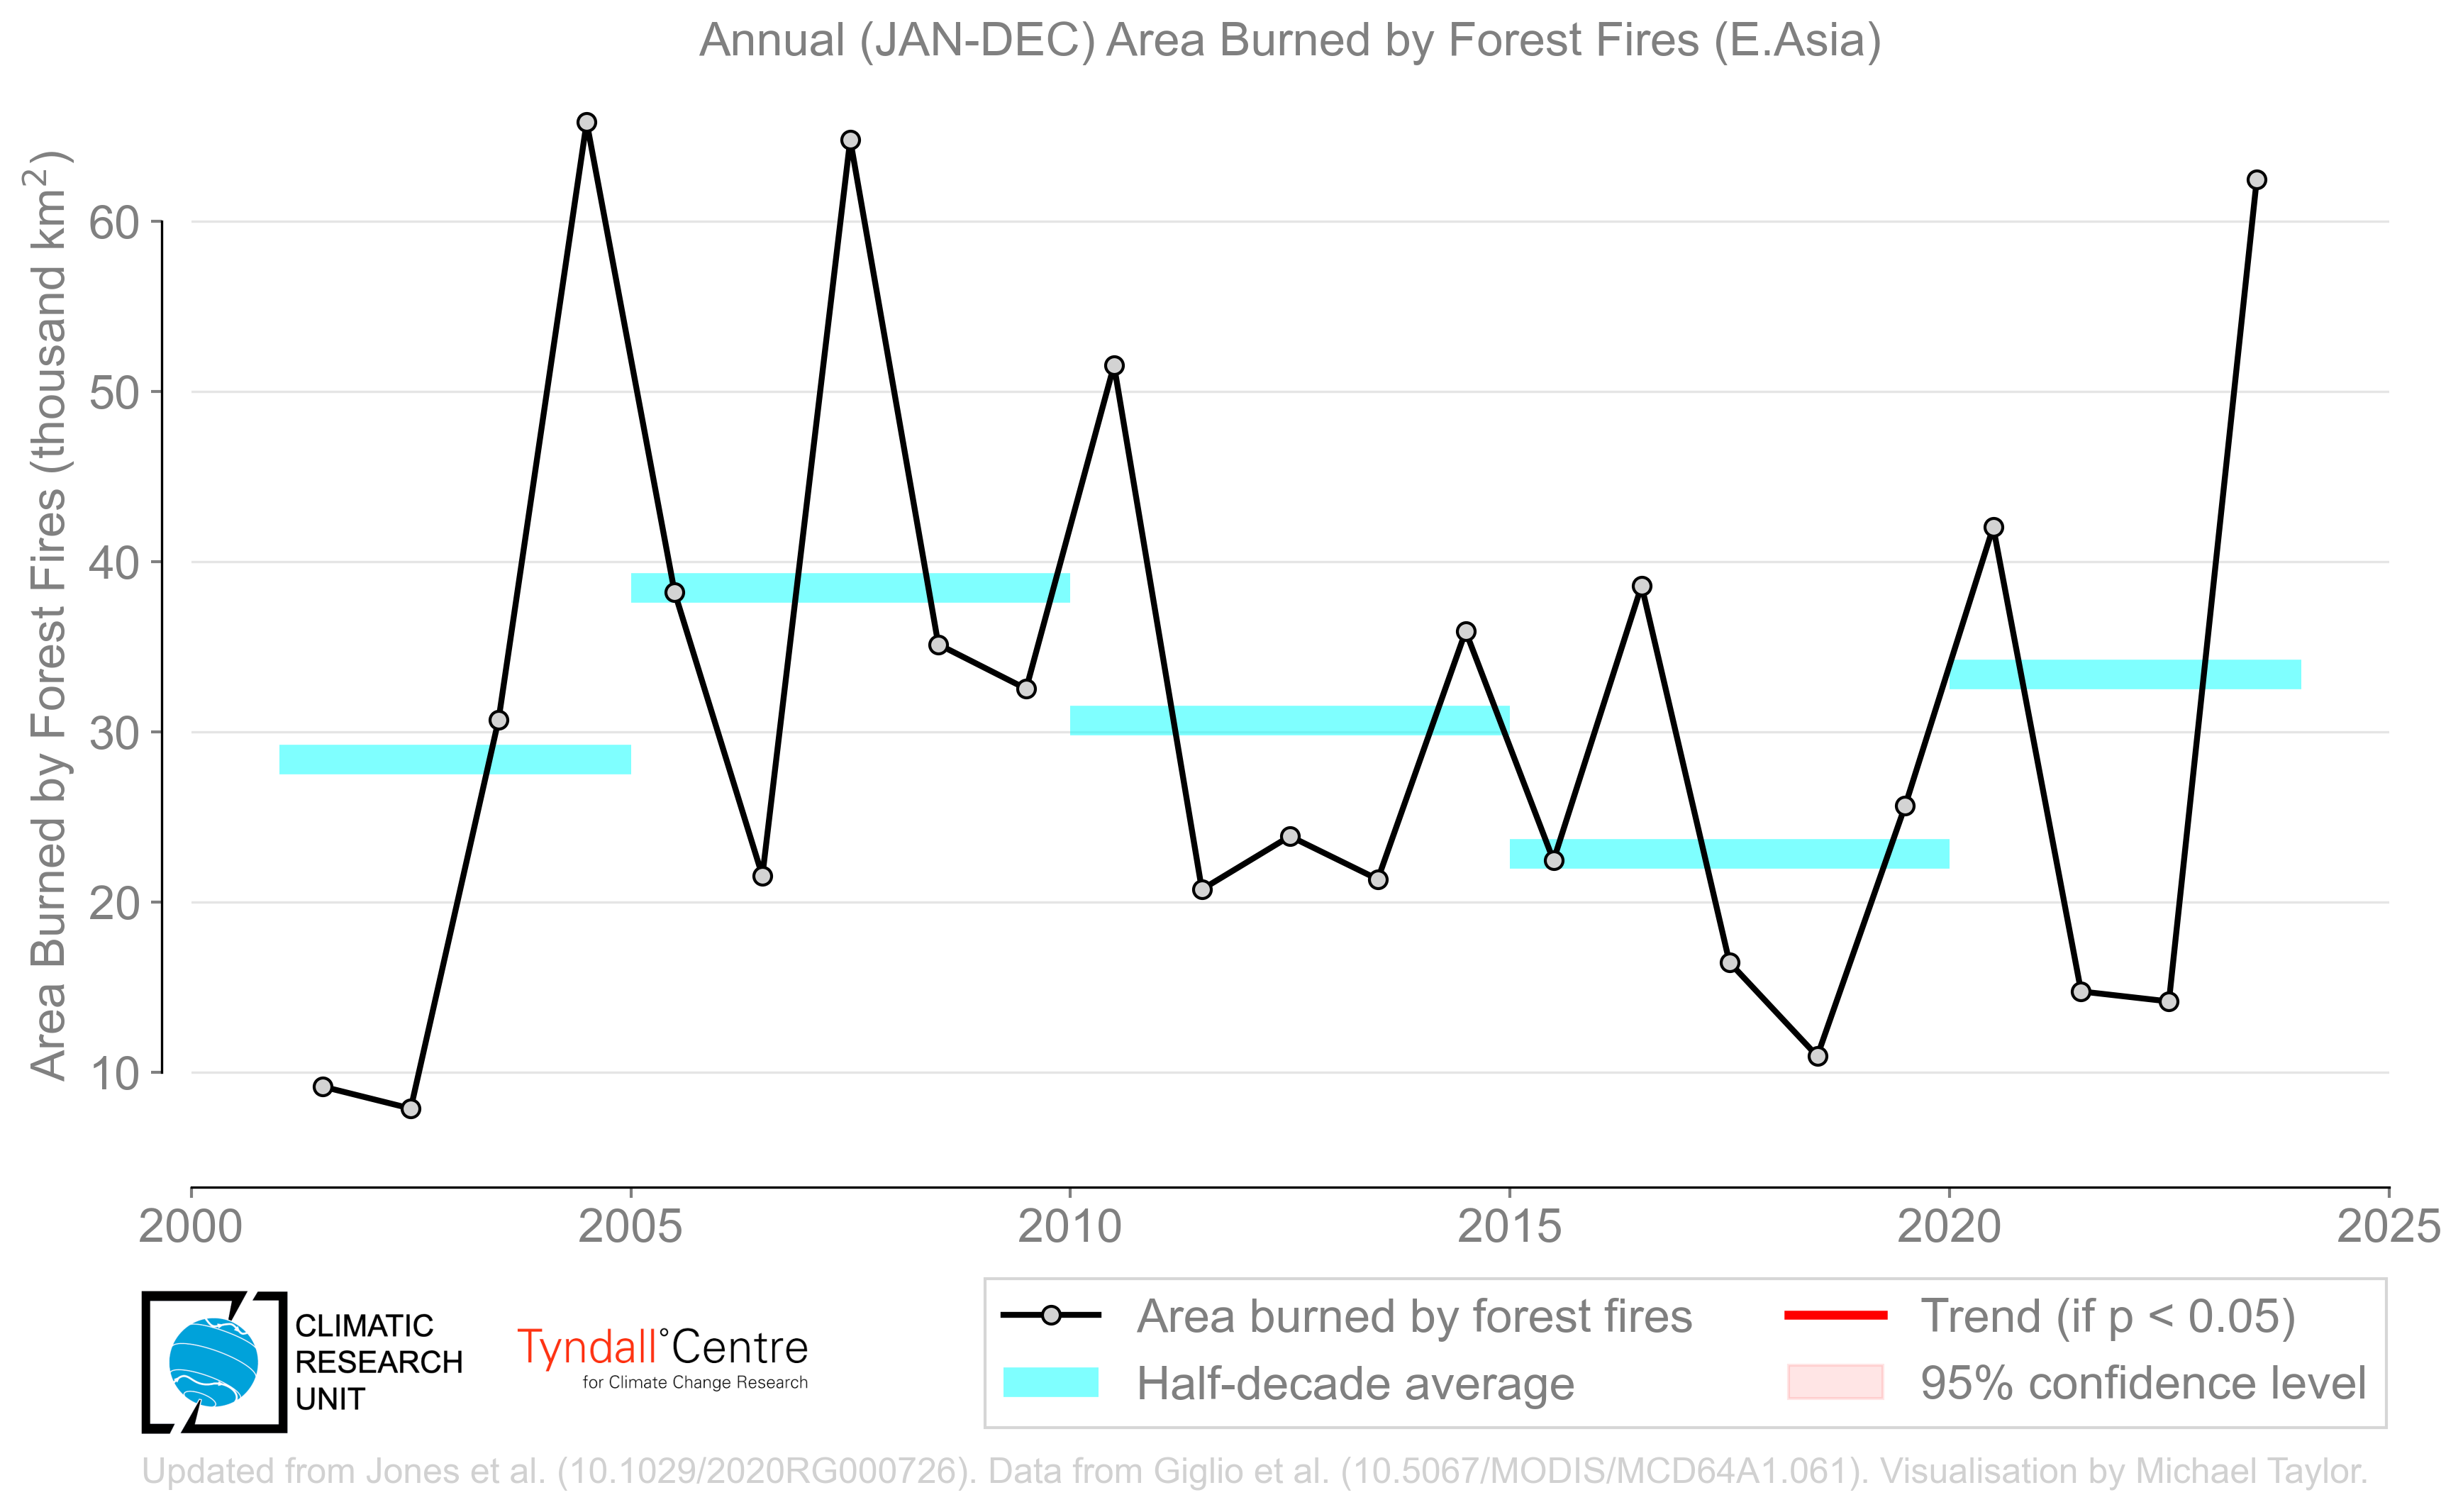 Annual (JAN-DEC) Area Burned by Forest Fires (E.Asia)
Area Burned by Forest Fires (thousand km²)
60
50
40
30
20
10
2000 2005 2010 2015 2020 2025
CLIMATIC
RESEARCH
UNIT
Tyndall°Centre
for Climate Change Research
Area burned by forest fires
Half-decade average
Trend (if p < 0.05)
95% confidence level
Updated from Jones et al. (10.1029/2020RG000726). Data from Giglio et al. (10.5067/MODIS/MCD64A1.061). Visualisation by Michael Taylor.